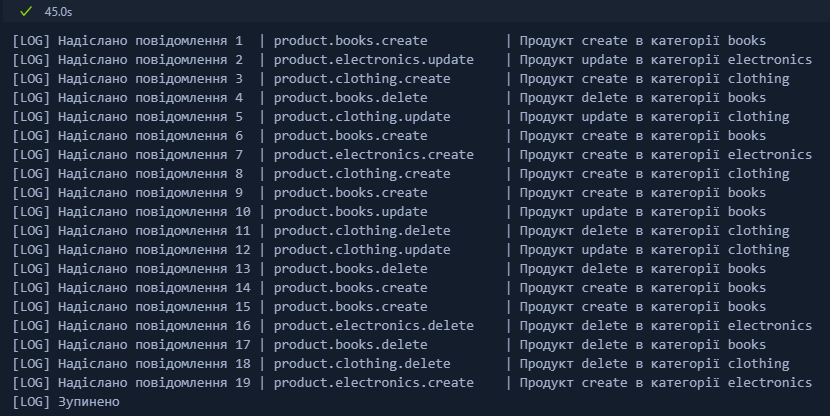 45.0s
[LOG] Надіслано повідомлення 1 | product.books.create | Продукт create в категорії books
[LOG] Надіслано повідомлення 2 | product.electronics.update | Продукт update в категорії electronics
[LOG] Надіслано повідомлення 3 | product.clothing.create | Продукт create в категорії clothing
[LOG] Надіслано повідомлення 4 | product.books.delete | Продукт delete в категорії books
[LOG] Надіслано повідомлення 5 | product.clothing.update | Продукт update в категорії clothing
[LOG] Надіслано повідомлення 6 | product.books.create | Продукт create в категорії books
[LOG] Надіслано повідомлення 7 | product.electronics.create | Продукт create в категорії electronics
[LOG] Надіслано повідомлення 8 | product.clothing.create | Продукт create в категорії clothing
[LOG] Надіслано повідомлення 9 | product.books.create | Продукт create в категорії books
[LOG] Надіслано повідомлення 10 | product.books.update | Продукт update в категорії books
[LOG] Надіслано повідомлення 11 | product.clothing.delete | Продукт delete в категорії clothing
[LOG] Надіслано повідомлення 12 | product.clothing.update | Продукт update в категорії clothing
[LOG] Надіслано повідомлення 13 | product.books.delete | Продукт delete в категорії books
[LOG] Надіслано повідомлення 14 | product.books.create | Продукт create в категорії books
[LOG] Надіслано повідомлення 15 | product.books.create | Продукт create в категорії books
[LOG] Надіслано повідомлення 16 | product.electronics.delete | Продукт delete в категорії electronics
[LOG] Надіслано повідомлення 17 | product.books.delete | Продукт delete в категорії books
[LOG] Надіслано повідомлення 18 | product.clothing.delete | Продукт delete в категорії clothing
[LOG] Надіслано повідомлення 19 | product.electronics.create | Продукт create в категорії electronics
[LOG] Зупинено